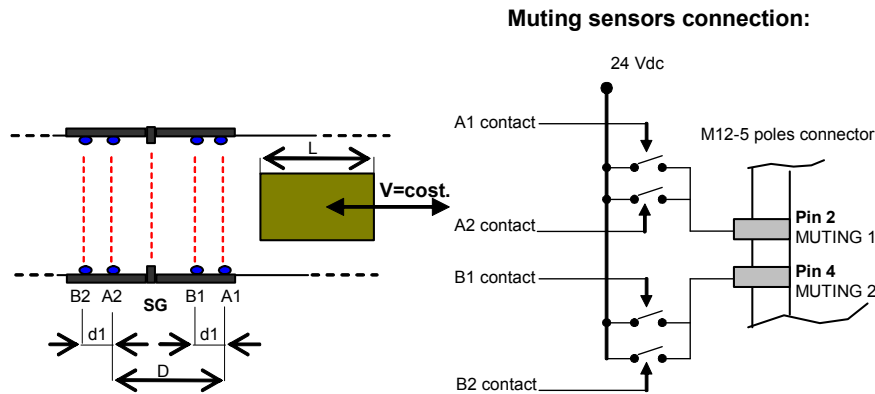 Muting sensors connection:
24 Vdc
A1 contact
M12-5 poles connector
L
V=cost.
A2 contact
Pin 2
MUTING 1
B1 contact
Pin 4
MUTING 2
B2 A2 SG B1 A1
d1 d1
D
B2 contact